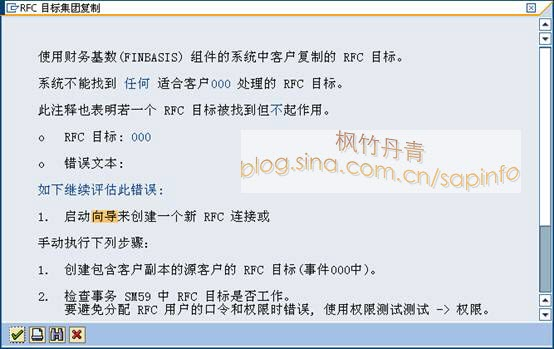 RFC 目标集团复制
使用财务基数(FINBASIS) 组件的系统中客户复制的 RFC 目标。
系统不能找到 任何 适合客户000 处理的 RFC 目标。
此注释也表明若一个 RFC 目标被找到但不起作用。
o RFC 目标: 000
o 错误文本:
枫竹丹青
blog.sina.com.cn/sapinfo
如下继续评估此错误:
1. 启动向导来创建一个新 RFC 连接或
手动执行下列步骤:
1. 创建包含客户副本的源客户的 RFC 目标(事件000中)。
2. 检查事务 SM59 中 RFC 目标是否工作。
要避免分配 RFC 用户的口令和权限时错误, 使用权限测试测试 -> 权限。